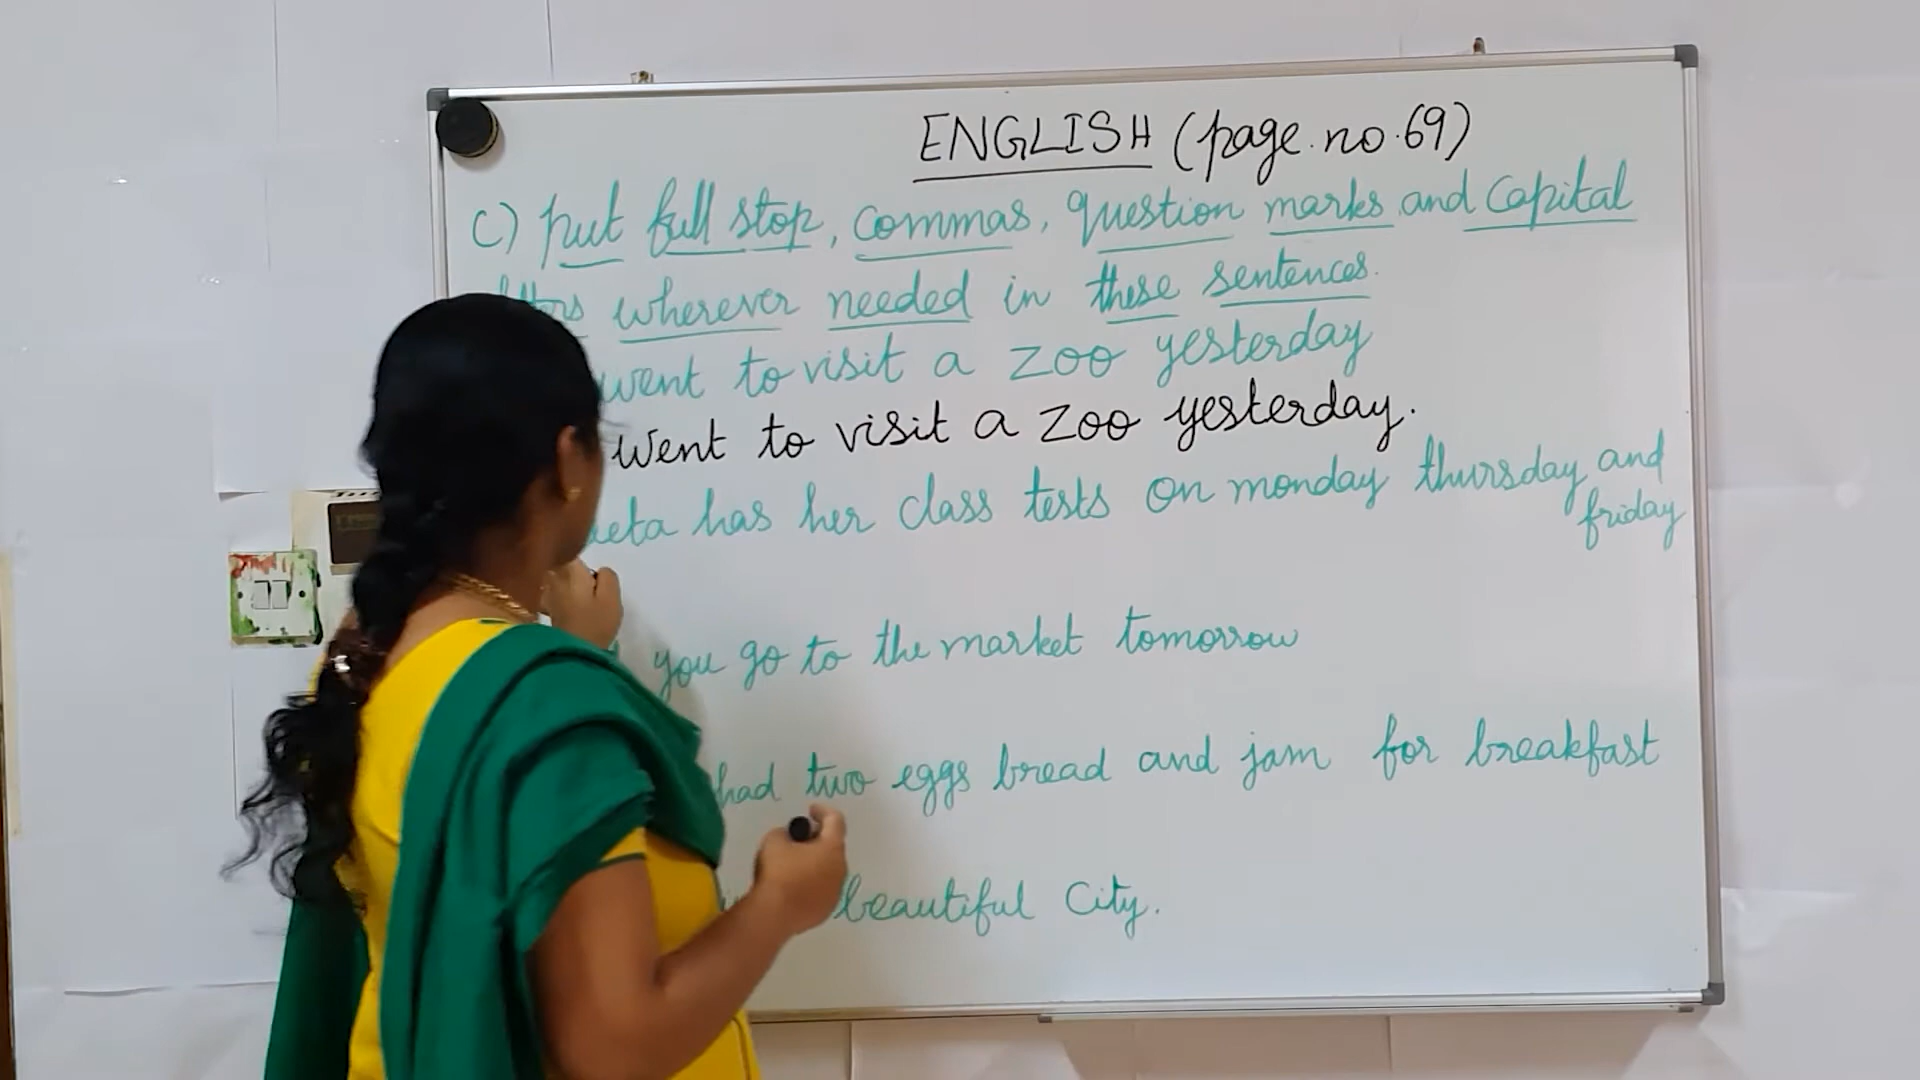 ENGLISH (page.no.69)
C) put full stop, commas, question marks and Capital
wherever needed in these sentences.
went to visit a zoo yesterday
Went to visit a zoo yesterday.
has her class tests on monday thursday and
friday
you go to the market tomorrow
had two eggs bread and jam for breakfast
beautiful City.